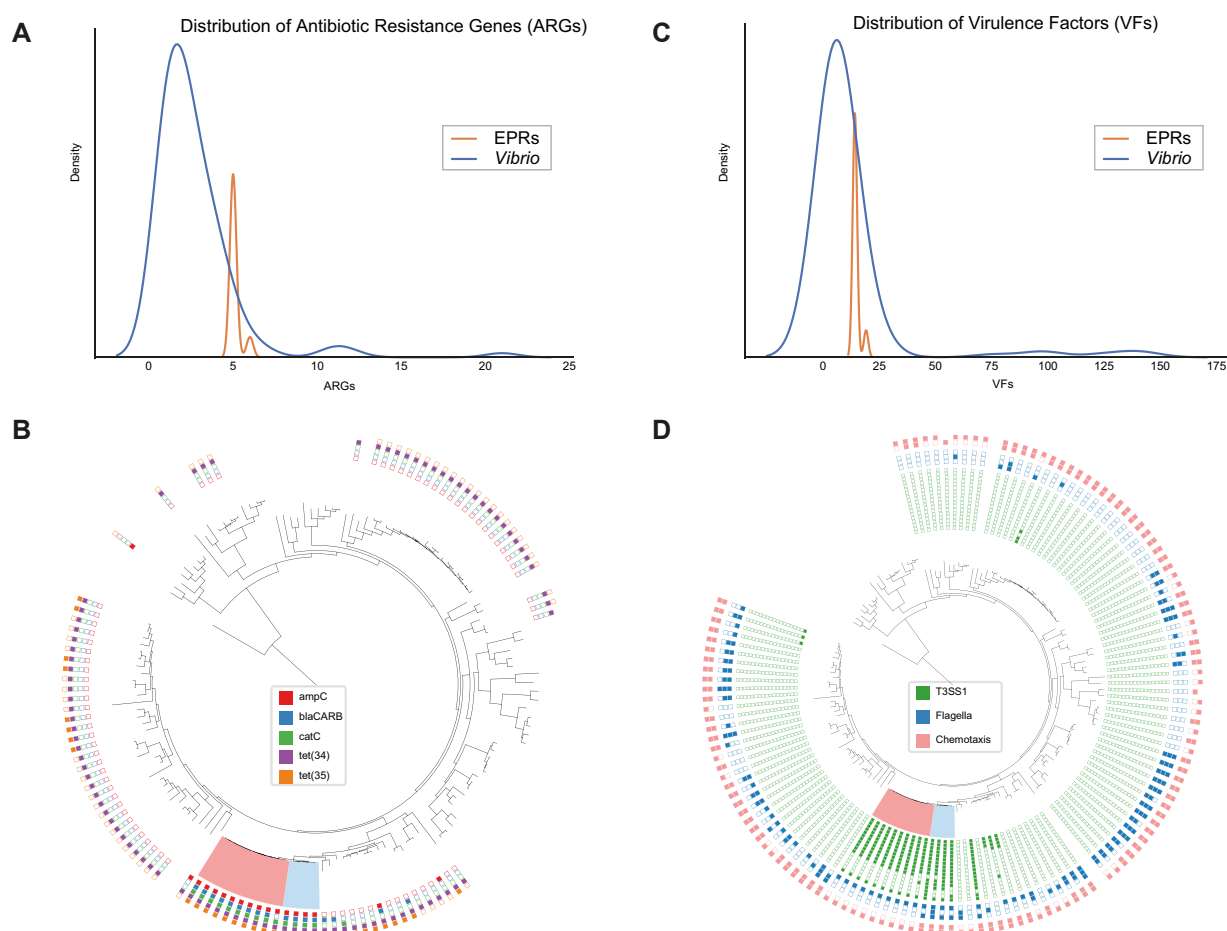 A
Distribution of Antibiotic Resistance Genes (ARGs)
Density
EPRs
Vibrio
0 5 10 15 20 25
ARGs
C
Distribution of Virulence Factors (VFs)
Density
EPRs
Vibrio
0 25 50 75 100 125 150 175
VFs
B
ampC
blaCARB
catC
tet(34)
tet(35)
D
T3SS1
Flagella
Chemotaxis